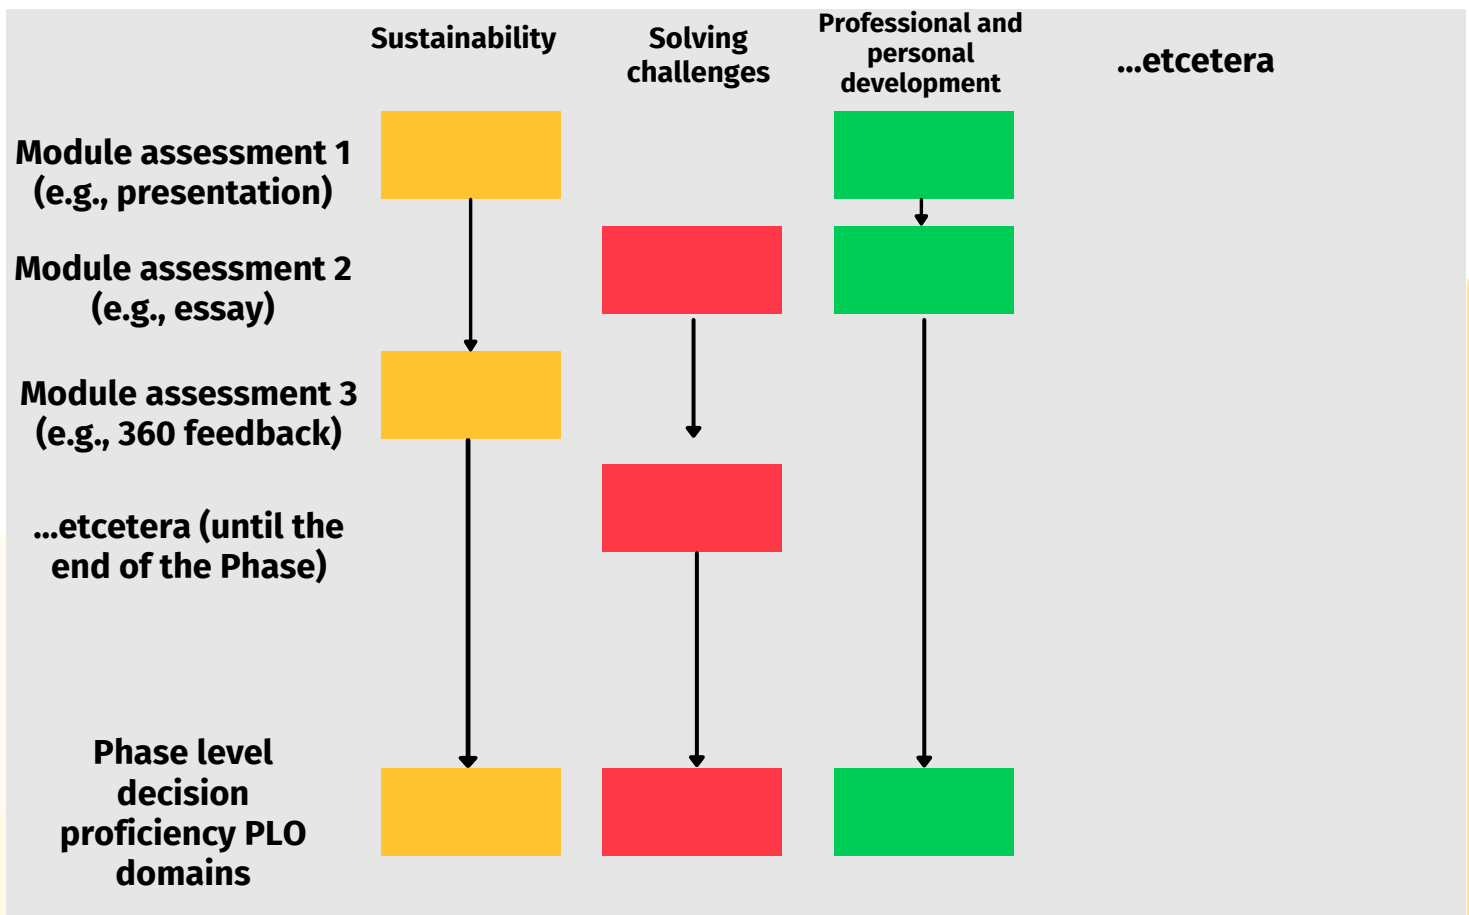 Sustainability
Solving
challenges
Professional and
personal
development
...etcetera
Module assessment 1
(e.g., presentation)
Module assessment 2
(e.g., essay)
Module assessment 3
(e.g., 360 feedback)
...etcetera (until the
end of the Phase)
Phase level
decision
proficiency PLO
domains